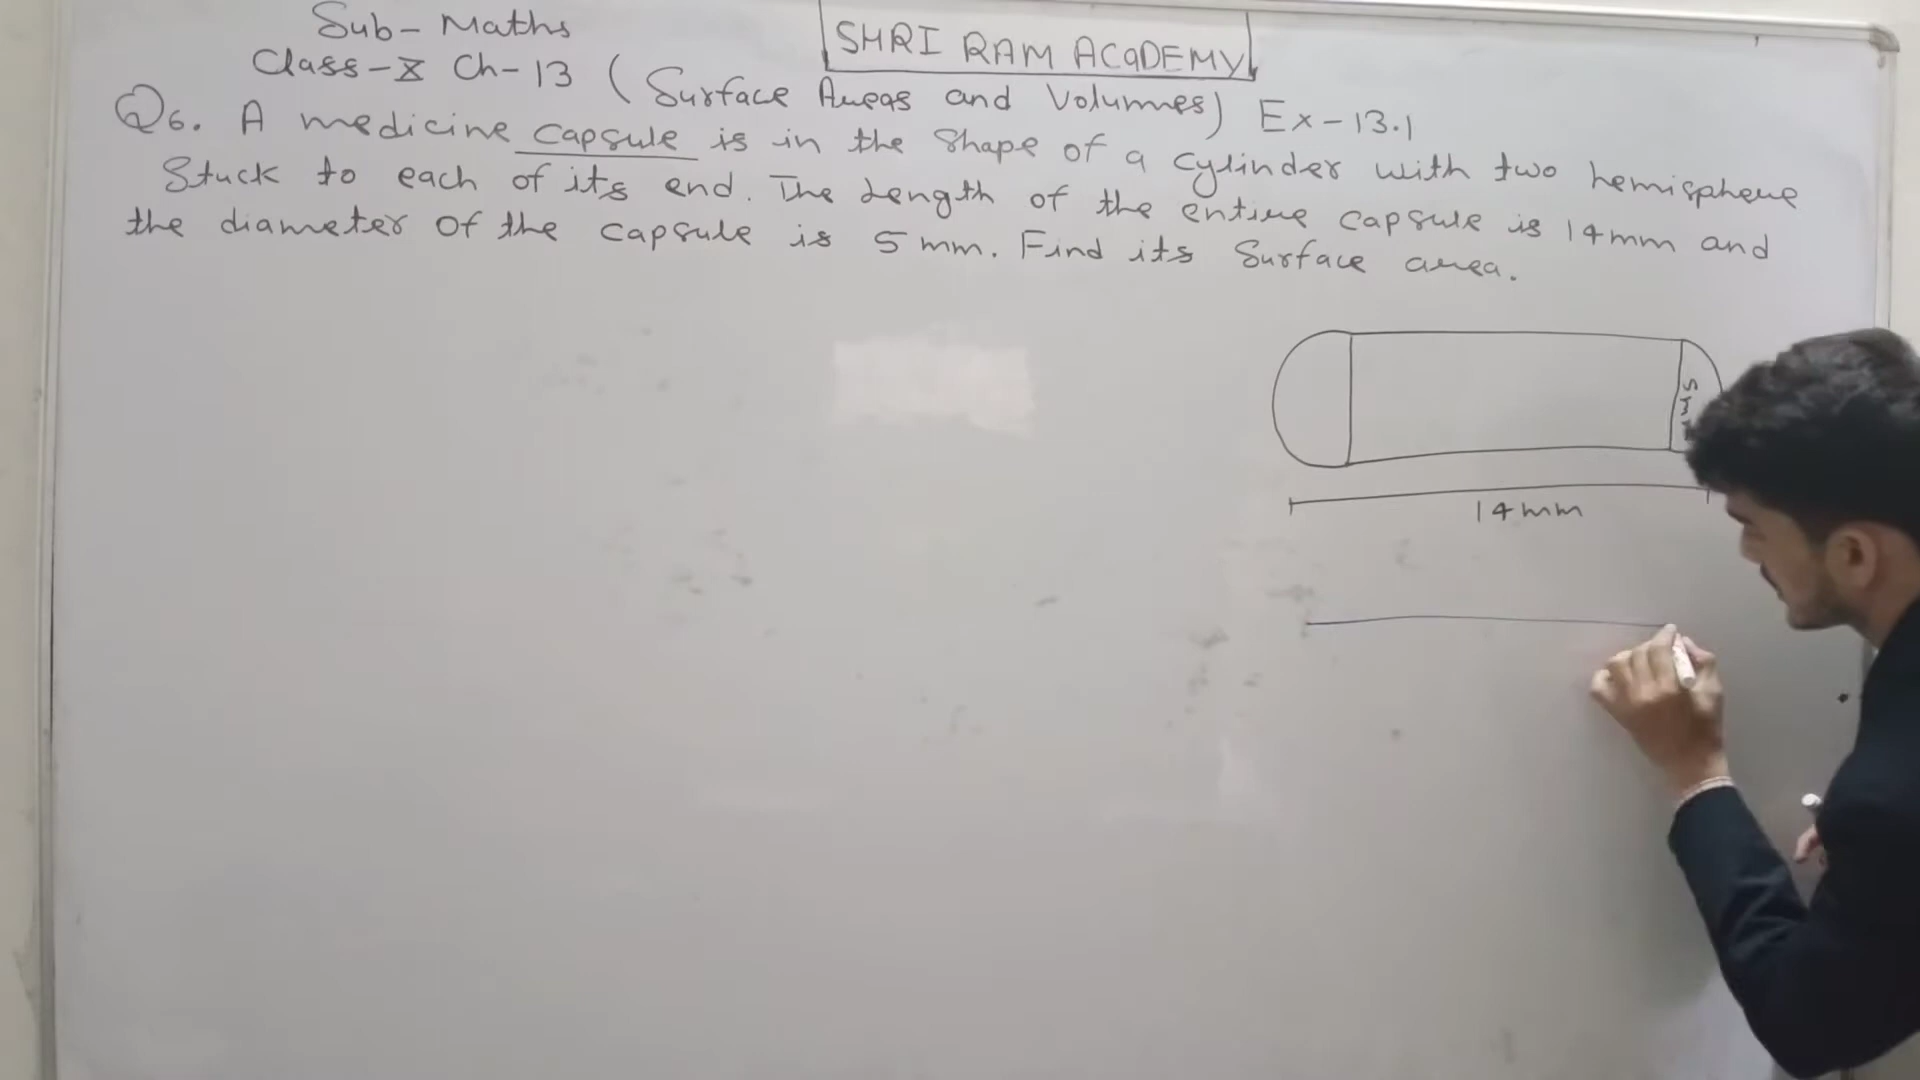 Sub- Maths
SHRI RAM ACADEMY
Class-X Ch-13 (Surface Areas and Volumes) Ex-13.1
Q6. A medicine capsule is in the shape of a cylinder with two hemisphere
stuck to each of its end. The Length of the entire capsule is 14mm and
the diameter of the capsule is 5mm. Find its surface area.
5m
14mm